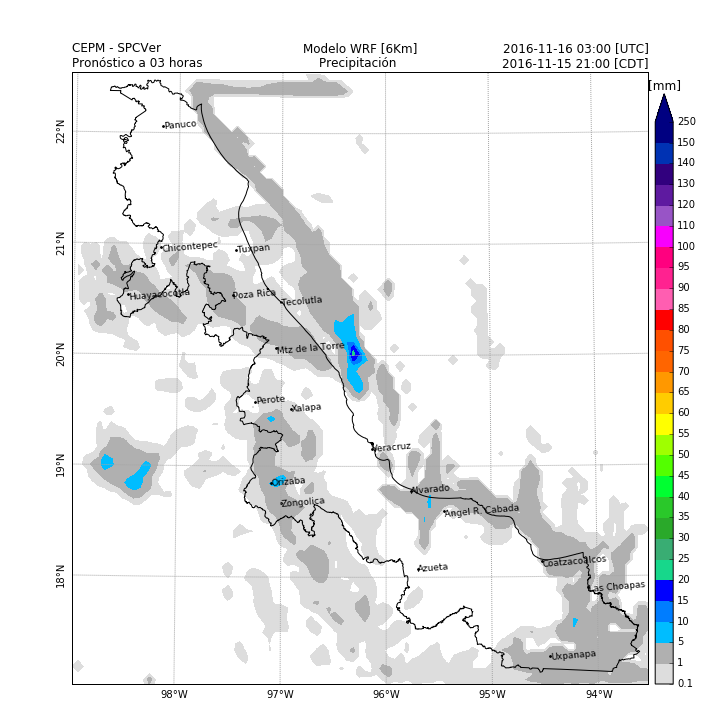 CEPM - SPCVer
Modelo WRF [6Km]
2016-11-16 03:00 [UTC]
Pronóstico a 03 horas
Precipitación
2016-11-15 21:00 [CDT]
[mm]
250
150
140
130
120
110
100
95
90
85
80
75
70
65
60
55
50
45
40
35
30
25
20
15
10
5
1
0.1
22°N
21°N
20°N
19°N
18°N
Panuco
Chicontepec
Tuxpan
Huayacocotla
Poza Rica
Tecolutla
Mtz de la Torre
Perote
Xalapa
Veracruz
Orizaba
Alvarado
Zongolica
Angel R. Cabada
Azueta
Coatzacoalcos
Las Choapas
Uxpanapa
98°W
97°W
96°W
95°W
94°W